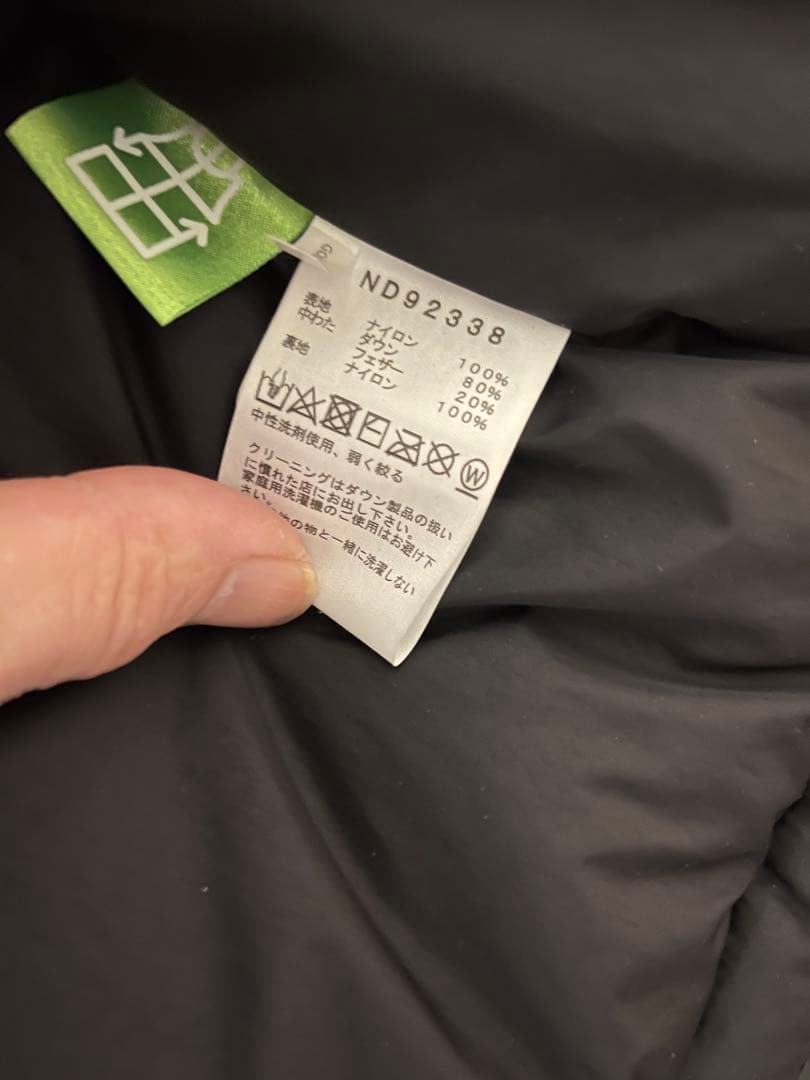 GO
ND92338
表地 ナイロン 100%
中わた ダウン 80%
フェザー 20%
裏地 ナイロン 100%
W
中性洗剤使用、弱く絞る
クリーニングはダウン製品の扱い
に慣れた店にお出し下さい。
家庭用洗濯機のご使用はお避け下
さい。
の物と一緒に洗濯しない